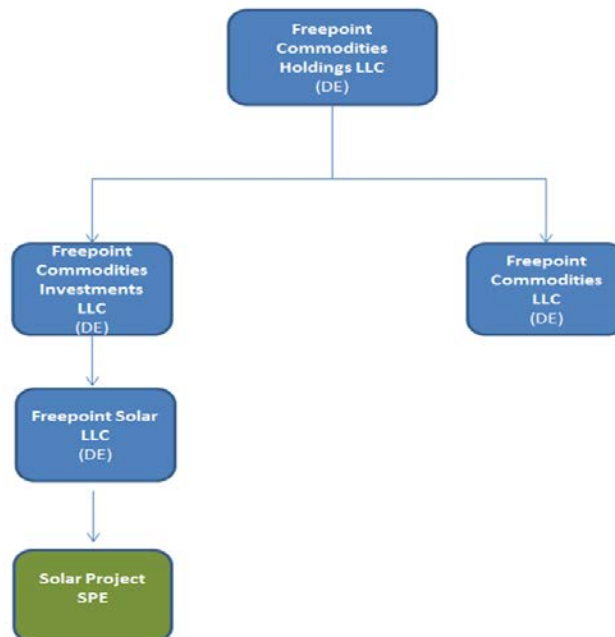 Freepoint
Commodities
Holdings LLC
(DE)
Freepoint
Commodities
Investments
LLC
(DE)
Freepoint
Commodities
LLC
(DE)
Freepoint Solar
LLC
(DE)
Solar Project
SPE